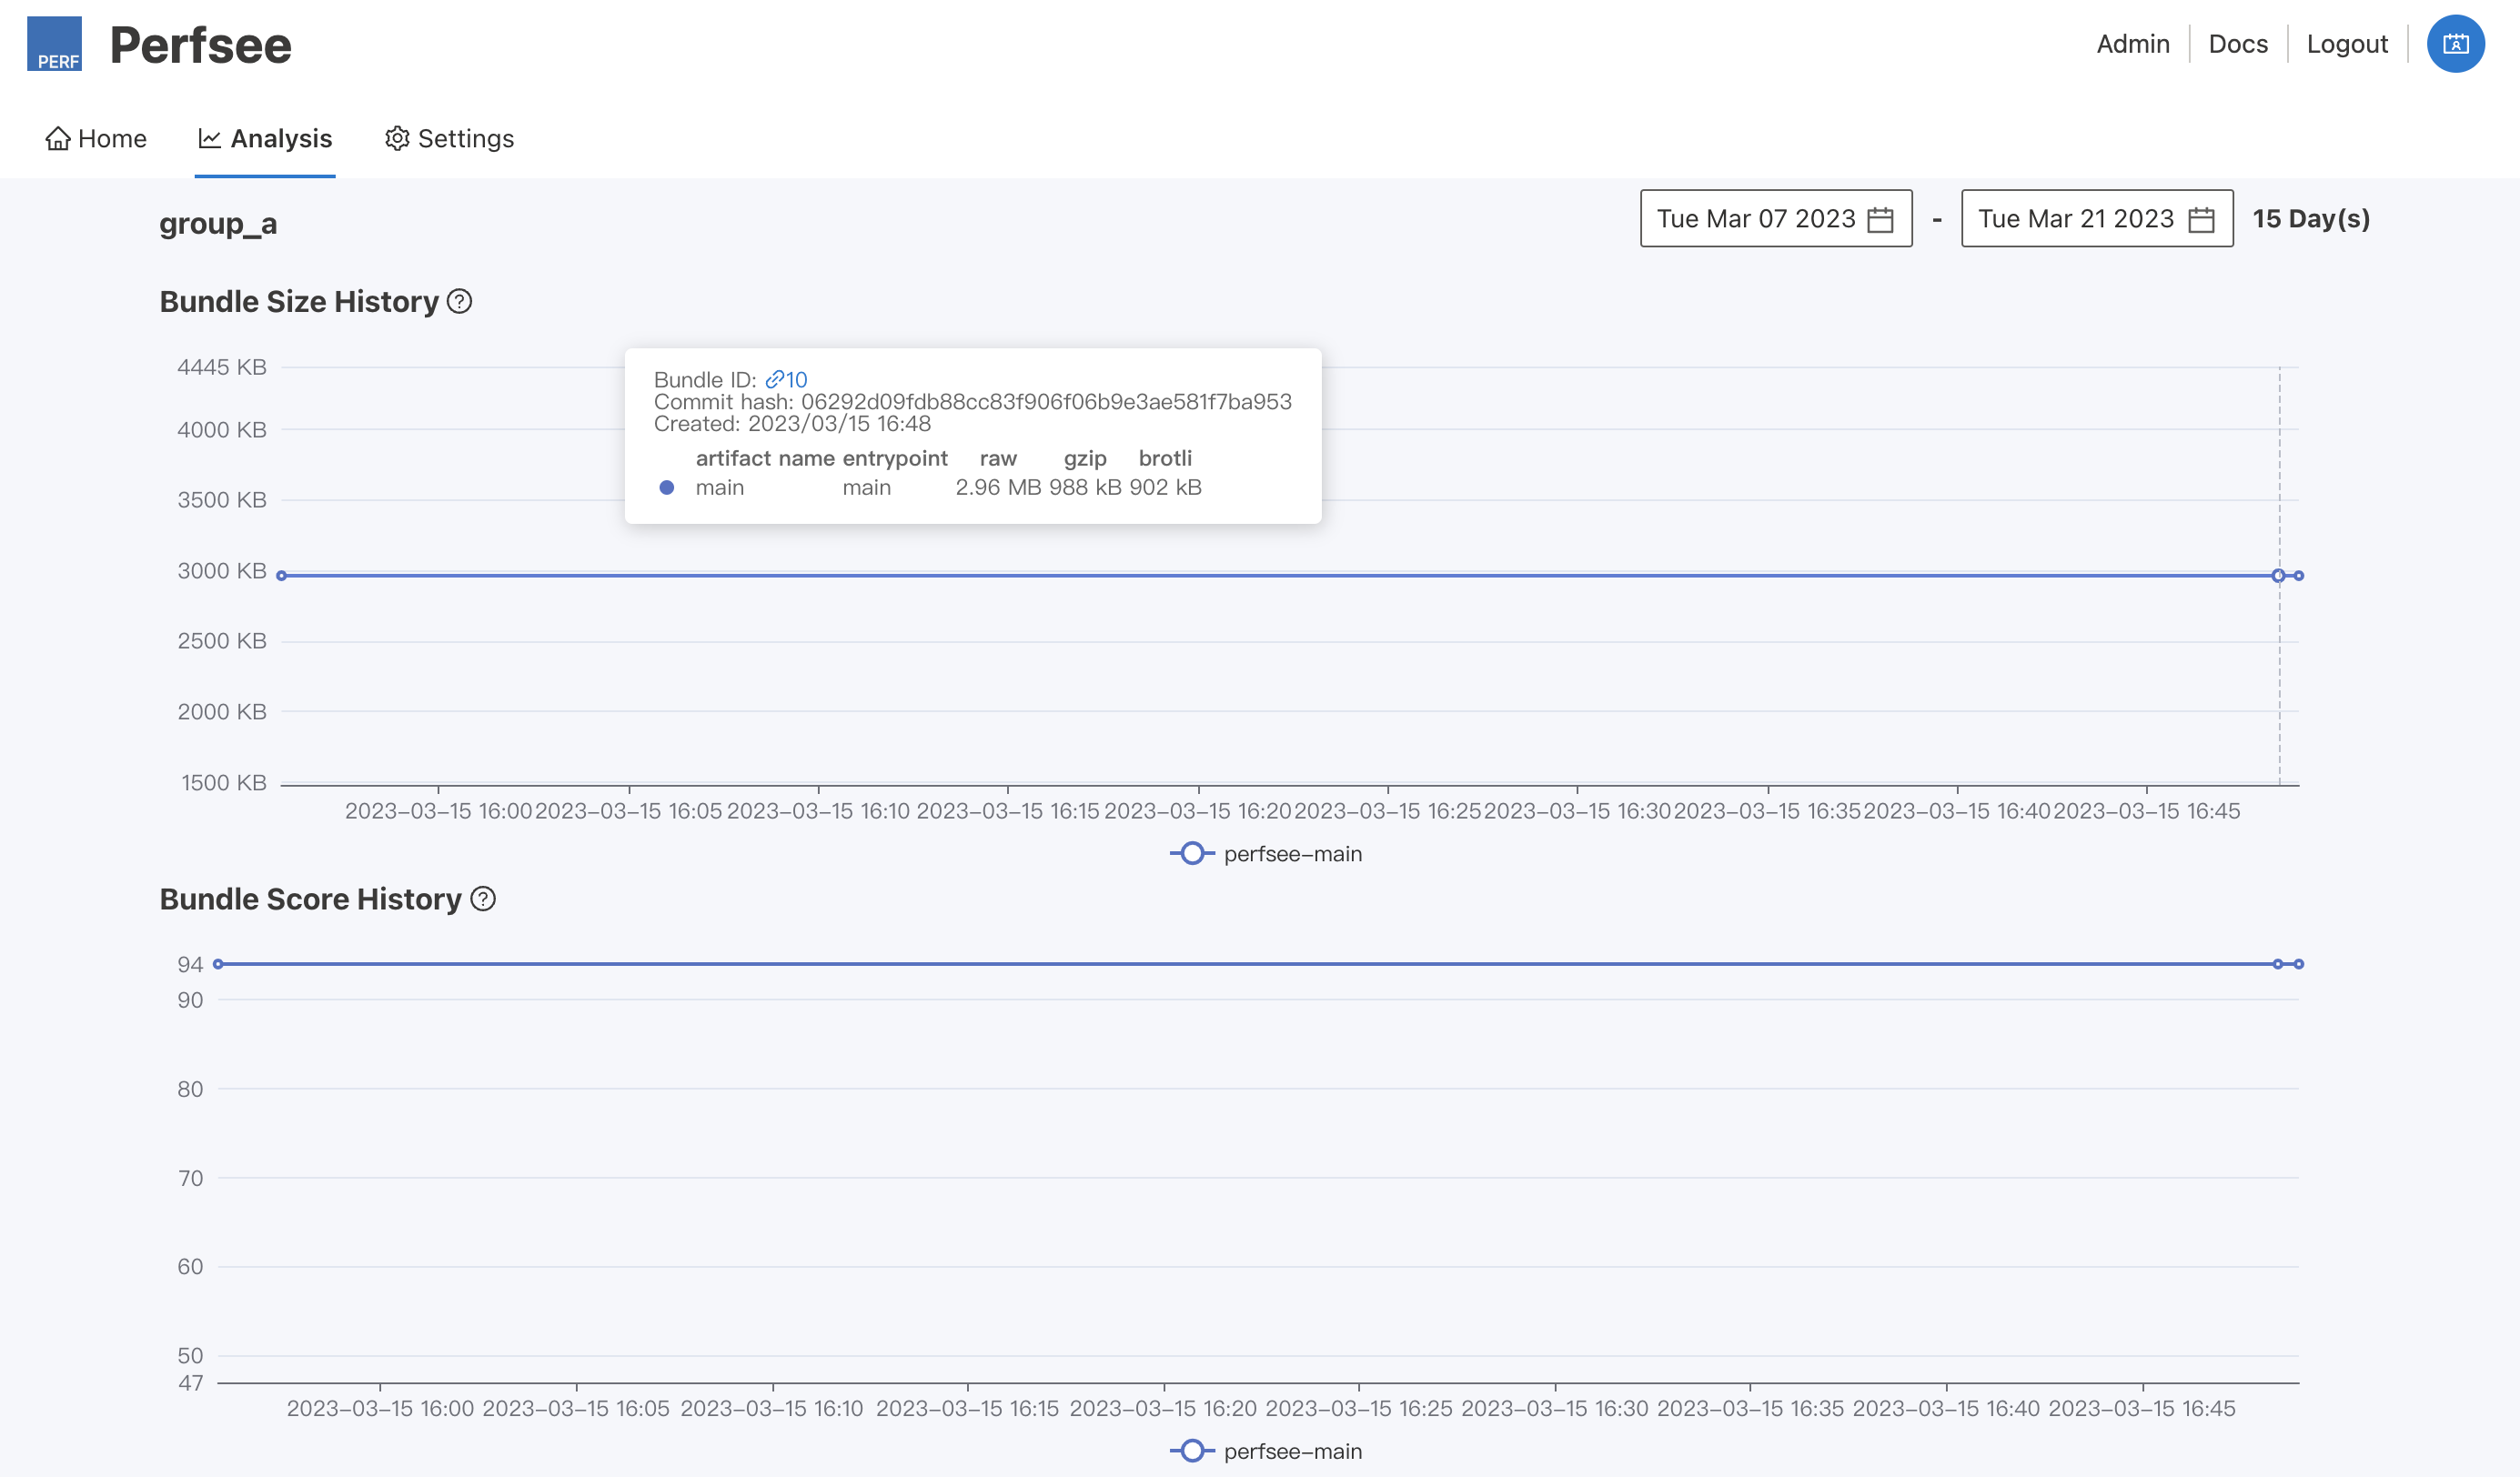 PERF Perfsee
Admin Docs Logout
Home Analysis Settings
group_a
Tue Mar 07 2023 - Tue Mar 21 2023 15 Day(s)
Bundle Size History
4445 KB
4000 KB
3500 KB
3000 KB
2500 KB
2000 KB
1500 KB
Bundle ID: 10
Commit hash: 06292d09fdb88cc83f906f06b9e3ae581f7ba953
Created: 2023/03/15 16:48
artifact name entrypoint raw gzip brotli
main main 2.96 MB 988 kB 902 kB
2023-03-15 16:00 2023-03-15 16:05 2023-03-15 16:10 2023-03-15 16:15 2023-03-15 16:20 2023-03-15 16:25 2023-03-15 16:30 2023-03-15 16:35 2023-03-15 16:40 2023-03-15 16:45
perfsee-main
Bundle Score History
94
90
80
70
60
50
47
2023-03-15 16:00 2023-03-15 16:05 2023-03-15 16:10 2023-03-15 16:15 2023-03-15 16:20 2023-03-15 16:25 2023-03-15 16:30 2023-03-15 16:35 2023-03-15 16:40 2023-03-15 16:45
perfsee-main